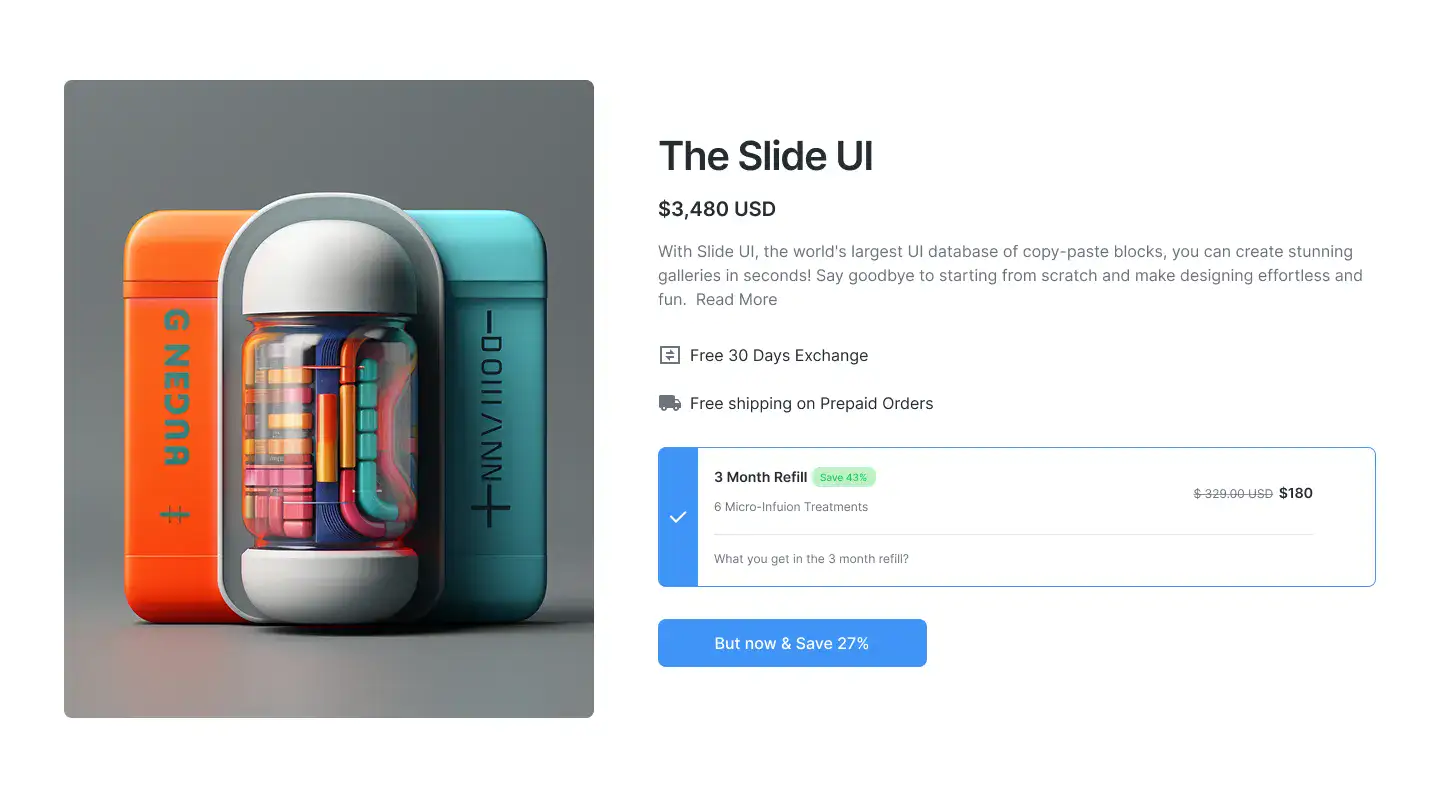 The Slide UI
$3,480 USD
With Slide UI, the world's largest UI database of copy-paste blocks, you can create stunning
galleries in seconds! Say goodbye to starting from scratch and make designing effortless and
fun. Read More
Free 30 Days Exchange
Free shipping on Prepaid Orders
3 Month Refill Save 43%
6 Micro-Infuion Treatments
$ 329.00 USD $180
What you get in the 3 month refill?
But now & Save 27%